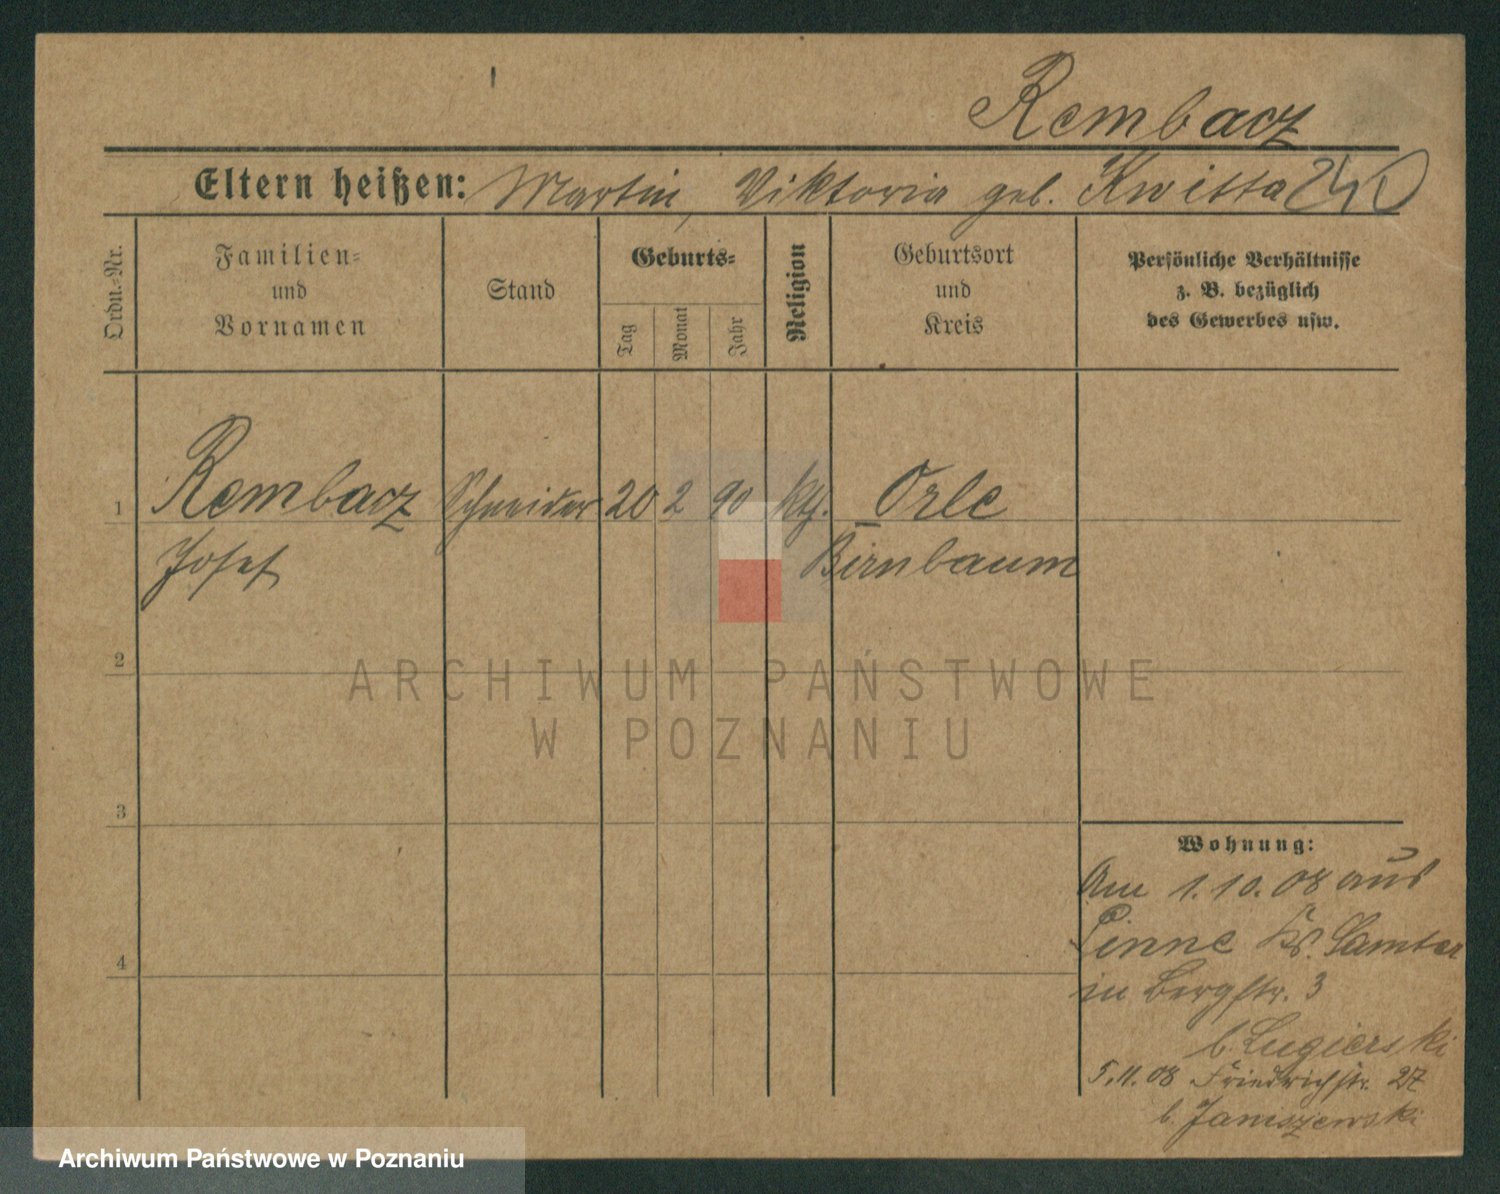 Rembacz
Eltern heißen: Martin, Viktoria geb. Kwitta
Ordn.-Nr.
Familien-
und
Vornamen
Stand
Geburts-
Tag
Monat
Jahr
Religion
Geburtsort
und
Kreis
Persönliche Verhältnisse
z. B. bezüglich
des Gewerbes usw.
1 Rembacz Schneider 20 2 90 kth. Orle
Josef Birnbaum
2
3
4
Wohnung:
Am 1.10.08 aus
Pinne Kr. Samter
in Bergstr. 3
b. Lugierski
5.11.08 Friedrichstr. 27
b. Janiszewski
ARCHIWUM PAŃSTWOWE
W POZNANIU
Archiwum Państwowe w Poznaniu